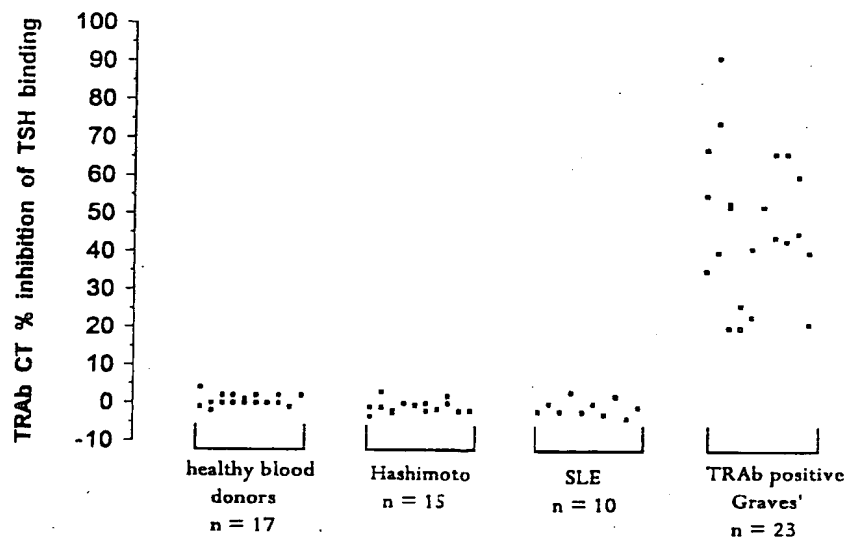 TRAb CT % inhibition of TSH binding
100
90
80
70
60
50
40
30
20
10
0
-10
healthy blood
donors
n = 17
Hashimoto
n = 15
SLE
n = 10
TRAb positive
Graves'
n = 23